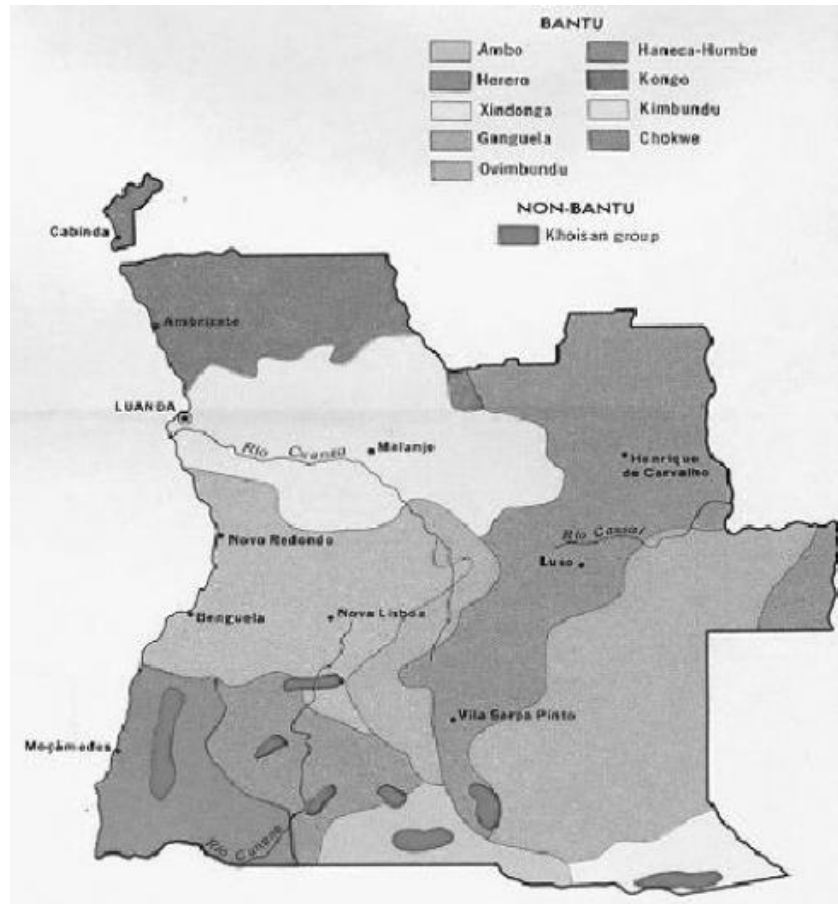 BANTU
Ambo Haneca-Humbe
Herero Kongo
Xindonga Kimbundu
Ganguela Chokwe
Ovimbundu
NON-BANTU
Khoisan group
Cabinda
Ambrizete
LUANDA
Rio Cuanza
Melanje
Henrique
de Carvalho
Novo Redondo
Rio Cassai
Luso
Benguela
Nova Lisboa
Vila Serpa Pinto
Moçâmedes
Rio Cunene